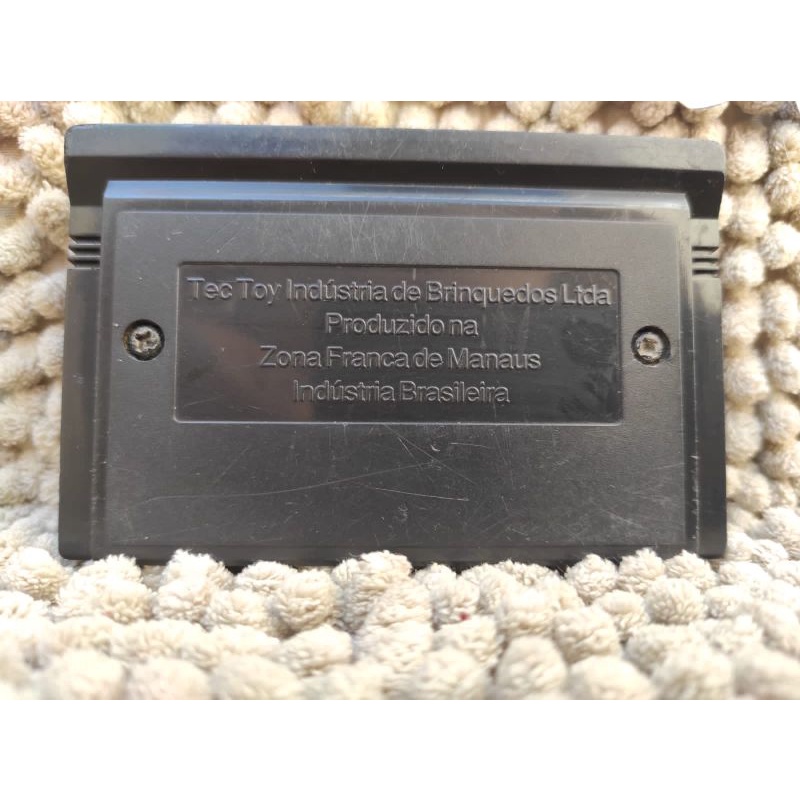 Tec Toy Indústria de Brinquedos Ltda
Produzido na
Zona Franca de Manaus
Indústria Brasileira